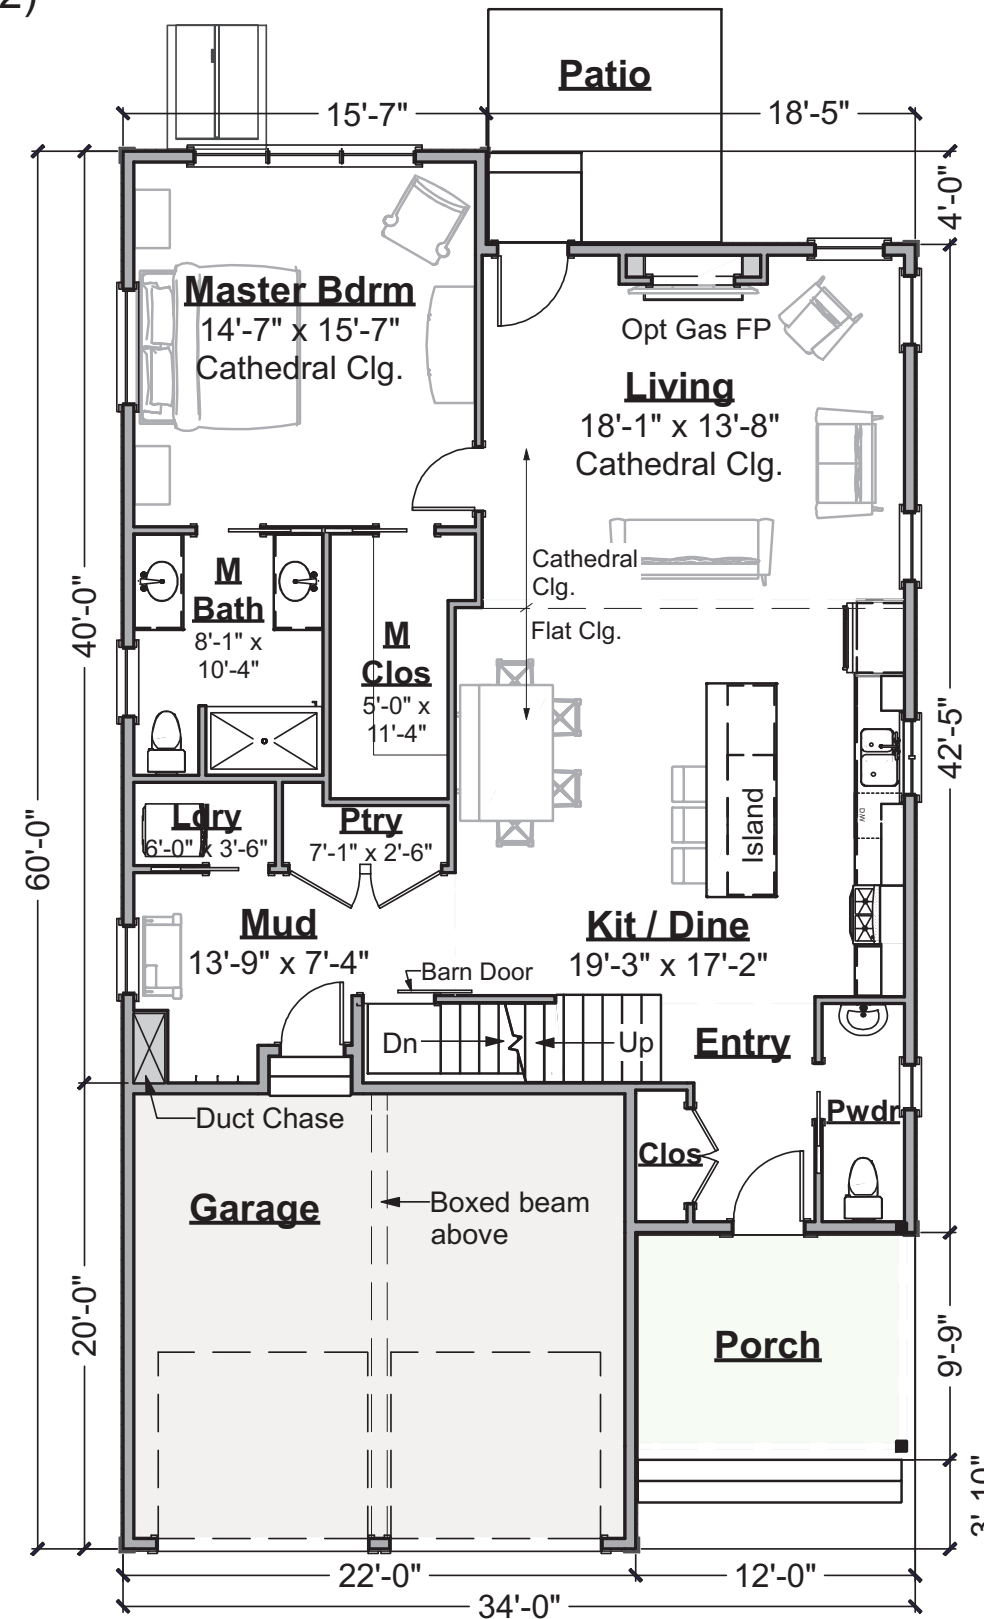 2)
Patio
15'-7"
18'-5"
4'-0"
Master Bdrm
14'-7" x 15'-7"
Cathedral Clg.
Opt Gas FP
Living
18'-1" x 13'-8"
Cathedral Clg.
Cathedral
Clg.
Flat Clg.
40'-0"
M
Bath
8'-1" x
10'-4"
M
Clos
5'-0" x
11'-4"
42'-5"
60'-0"
Island
DW
Ldry
6'-0" x 3'-6"
Ptry
7'-1" x 2'-6"
Mud
13'-9" x 7'-4"
Kit / Dine
19'-3" x 17'-2"
Barn Door
Dn
Up
Entry
Duct Chase
Pwdr
Clos
Garage
Boxed beam
above
20'-0"
Porch
9'-9"
3'-10"
22'-0"
12'-0"
34'-0"